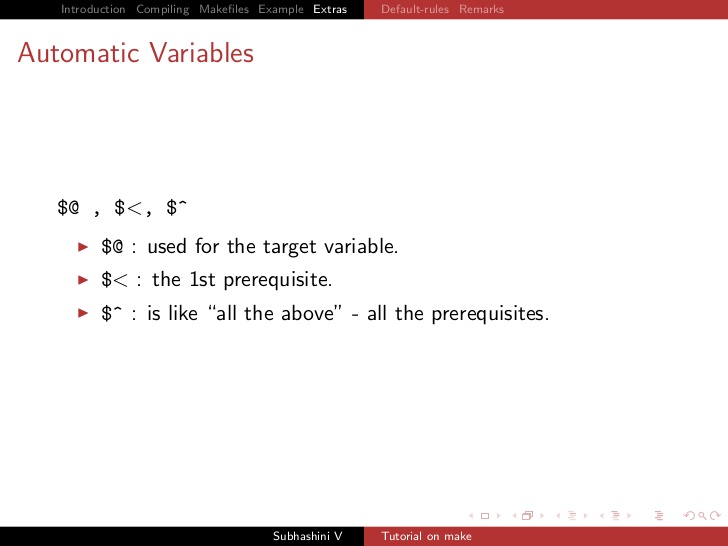 Introduction Compiling Makefiles Example Extras Default-rules Remarks
Automatic Variables
$@ , $<, $^
$@ : used for the target variable.
$< : the 1st prerequisite.
$^ : is like “all the above” - all the prerequisites.
Subhashini V Tutorial on make